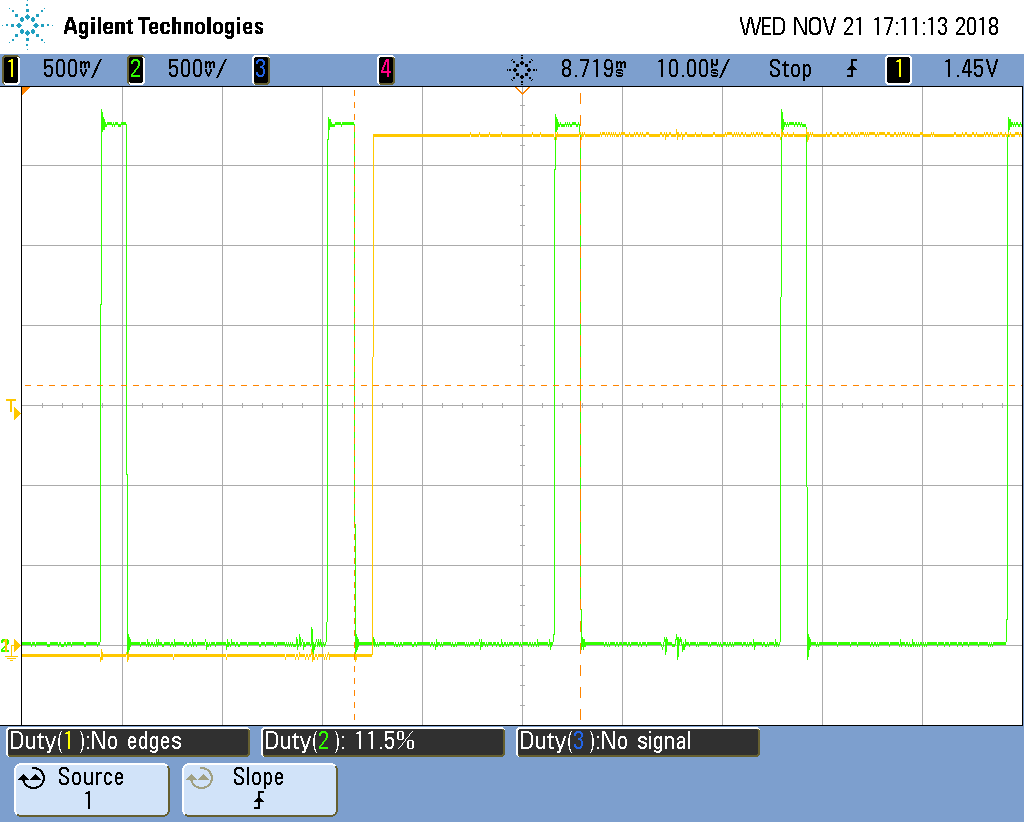 Agilent Technologies WED NOV 21 17:11:13 2018
1 500mV/ 2 500mV/ 3 4 8.719ms 10.00us/ Stop 1 1.45V
T
2
Duty(1):No edges Duty(2): 11.5% Duty(3):No signal
Source Slope
1